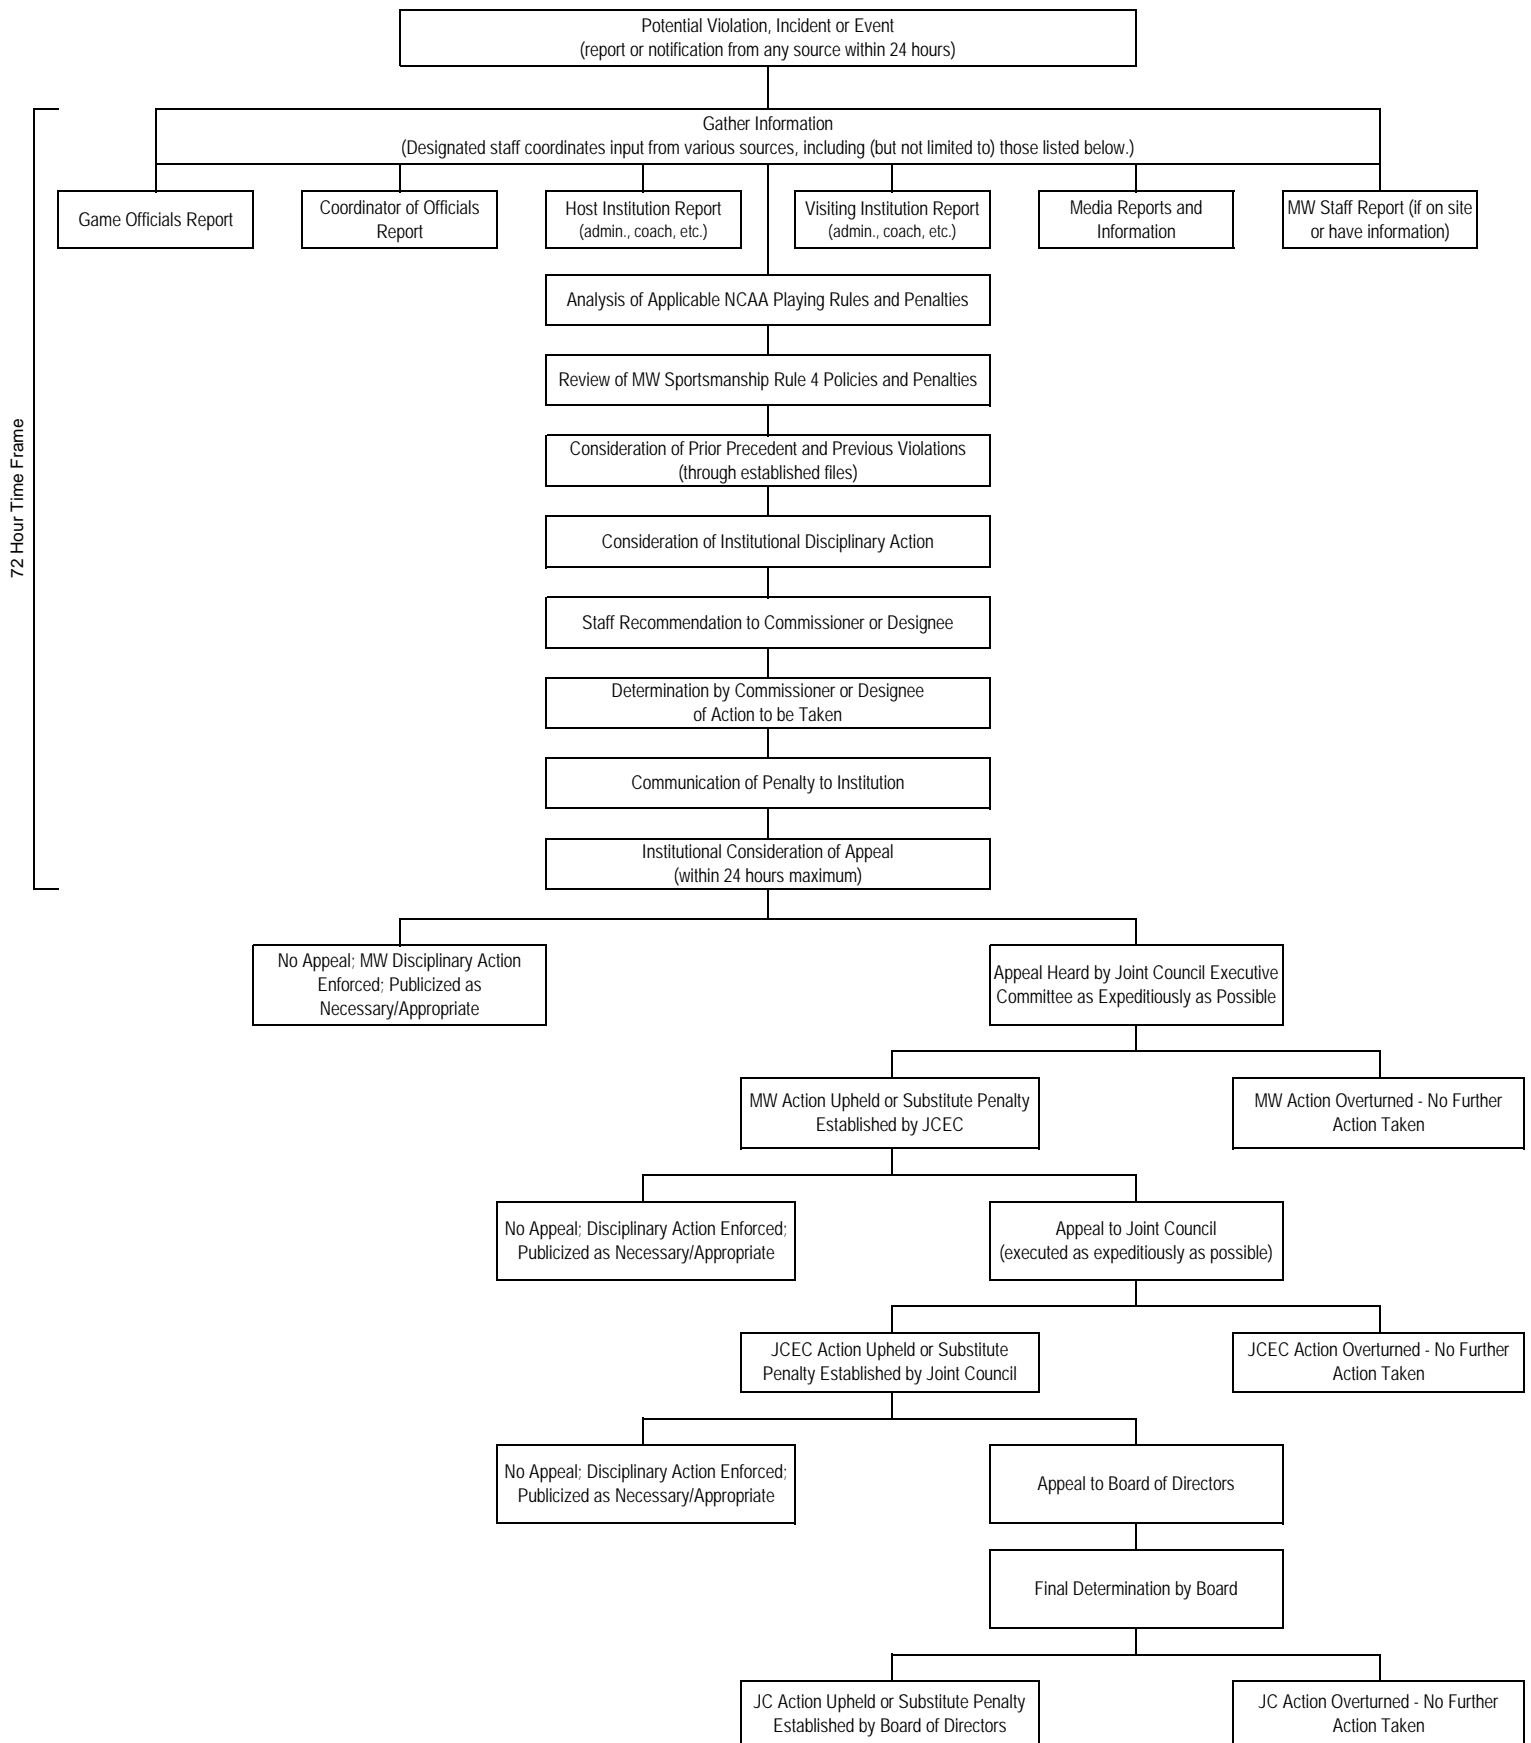 Potential Violation, Incident or Event
(report or notification from any source within 24 hours)
Gather Information
(Designated staff coordinates input from various sources, including (but not limited to) those listed below.)
Game Officials Report
Coordinator of Officials
Report
Host Institution Report
(admin., coach, etc.)
Visiting Institution Report
(admin., coach, etc.)
Media Reports and
Information
MW Staff Report (if on site
or have information)
Analysis of Applicable NCAA Playing Rules and Penalties
Review of MW Sportsmanship Rule 4 Policies and Penalties
Consideration of Prior Precedent and Previous Violations
(through established files)
Consideration of Institutional Disciplinary Action
Staff Recommendation to Commissioner or Designee
Determination by Commissioner or Designee
of Action to be Taken
Communication of Penalty to Institution
Institutional Consideration of Appeal
(within 24 hours maximum)
72 Hour Time Frame
No Appeal; MW Disciplinary Action
Enforced; Publicized as
Necessary/Appropriate
Appeal Heard by Joint Council Executive
Committee as Expeditiously as Possible
MW Action Upheld or Substitute Penalty
Established by JCEC
MW Action Overturned - No Further
Action Taken
No Appeal; Disciplinary Action Enforced;
Publicized as Necessary/Appropriate
Appeal to Joint Council
(executed as expeditiously as possible)
JCEC Action Upheld or Substitute
Penalty Established by Joint Council
JCEC Action Overturned - No Further
Action Taken
No Appeal; Disciplinary Action Enforced;
Publicized as Necessary/Appropriate
Appeal to Board of Directors
Final Determination by Board
JC Action Upheld or Substitute Penalty
Established by Board of Directors
JC Action Overturned - No Further
Action Taken